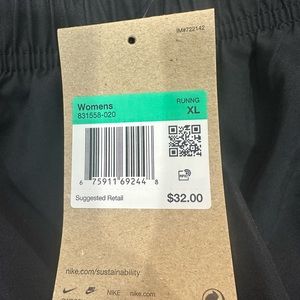 IM#722142
Womens
831558-020
RUNNG
XL
6 75911 69244 8
Suggested Retail
$32.00
nike.com/sustainability
NIKE
nike.com